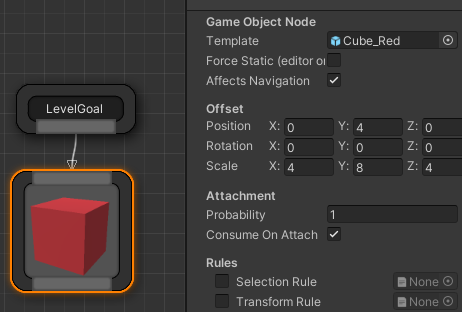 LevelGoal
Game Object Node
Template Cube_Red
Force Static (editor or
Affects Navigation
Offset
Position X: 0 Y: 4 Z: 0
Rotation X: 0 Y: 0 Z: 0
Scale X: 4 Y: 8 Z: 4
Attachment
Probability 1
Consume On Attach
Rules
Selection Rule None
Transform Rule None